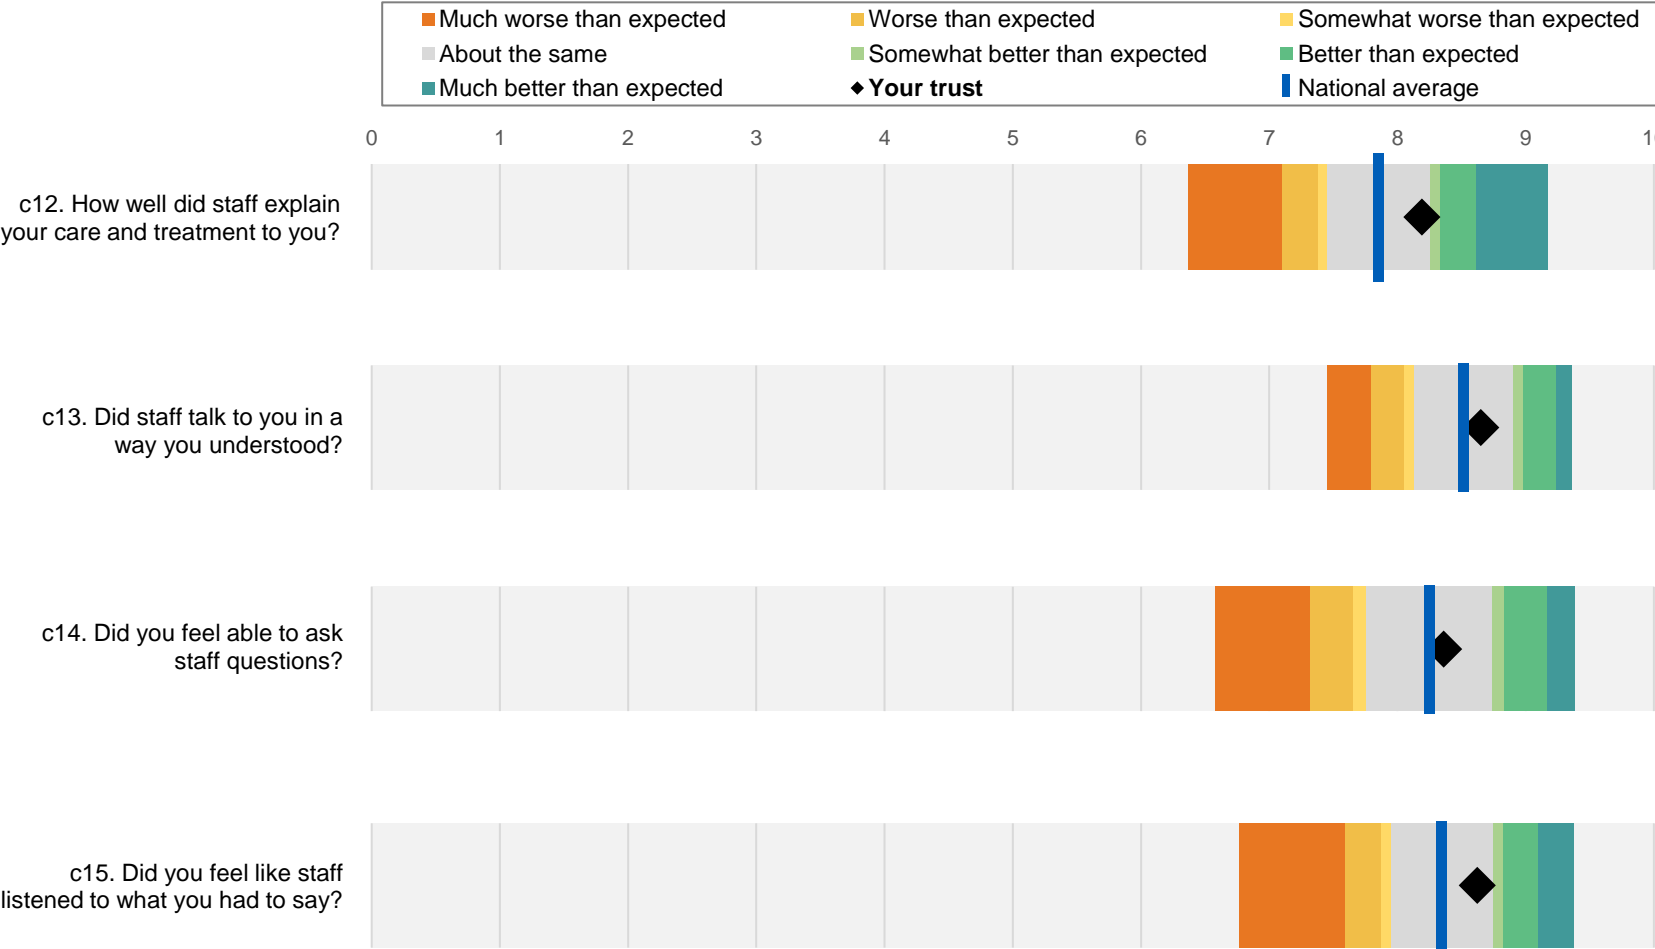 Much worse than expected
Worse than expected
Somewhat worse than expected
About the same
Somewhat better than expected
Better than expected
Much better than expected
Your trust
National average
0 1 2 3 4 5 6 7 8 9
c12. How well did staff explain
your care and treatment to you?
c13. Did staff talk to you in a
way you understood?
c14. Did you feel able to ask
staff questions?
c15. Did you feel like staff
listened to what you had to say?